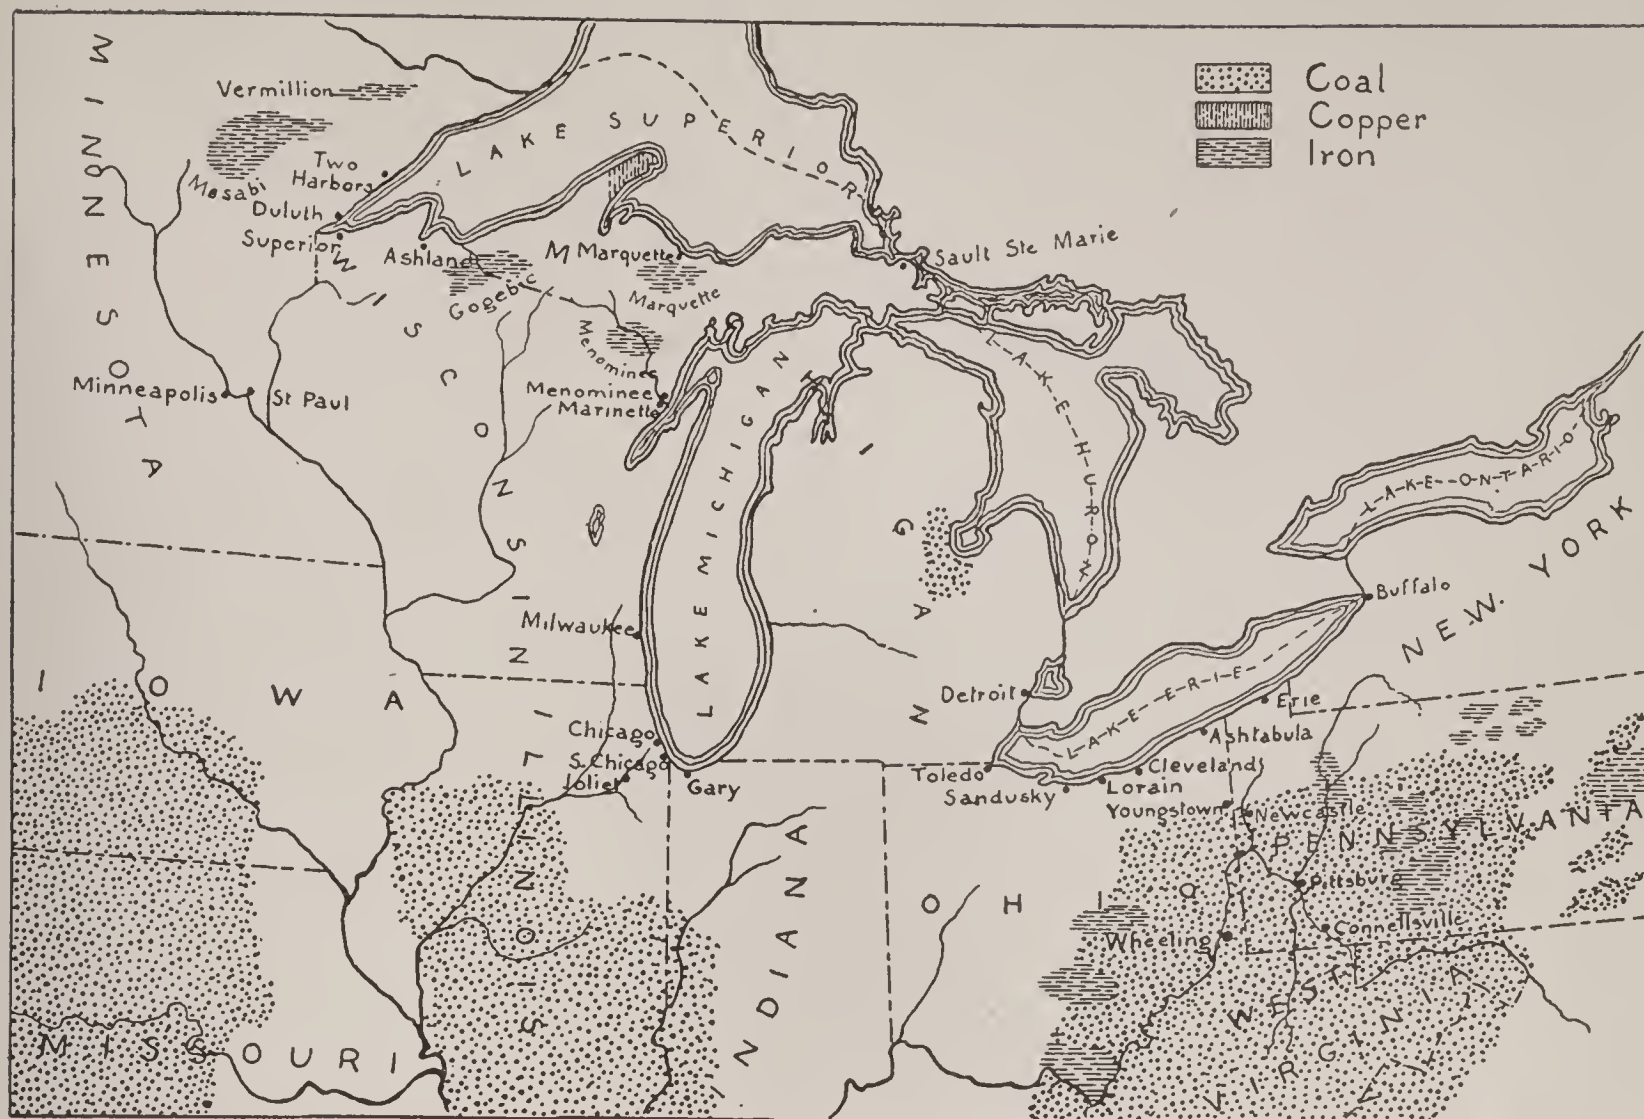 Coal
Copper
Iron
MINNESOTA
Vermillion
Mesabi
Two
Harbors
Duluth
Superior
Ashland
LAKE SUPERIOR
Gogebic
M Marquette
Marquette
Sault Ste Marie
Menominee
Menominee
Marinette
Minneapolis
St Paul
WISCONSIN
LAKE MICHIGAN
MICHIGAN
LAKE HURON
LAKE ONTARIO
NEW YORK
Buffalo
Milwaukee
IOWA
Detroit
LAKE ERIE
Erie
Ashtabula
Chicago
S. Chicago
Joliet
Gary
Toledo
Sandusky
Cleveland
Lorain
Youngstown
Newcastle
PENNSYLVANIA
Pittsburg
Connellsville
Wheeling
ILLINOIS
INDIANA
OHIO
WEST
VIRGINIA
MISSOURI